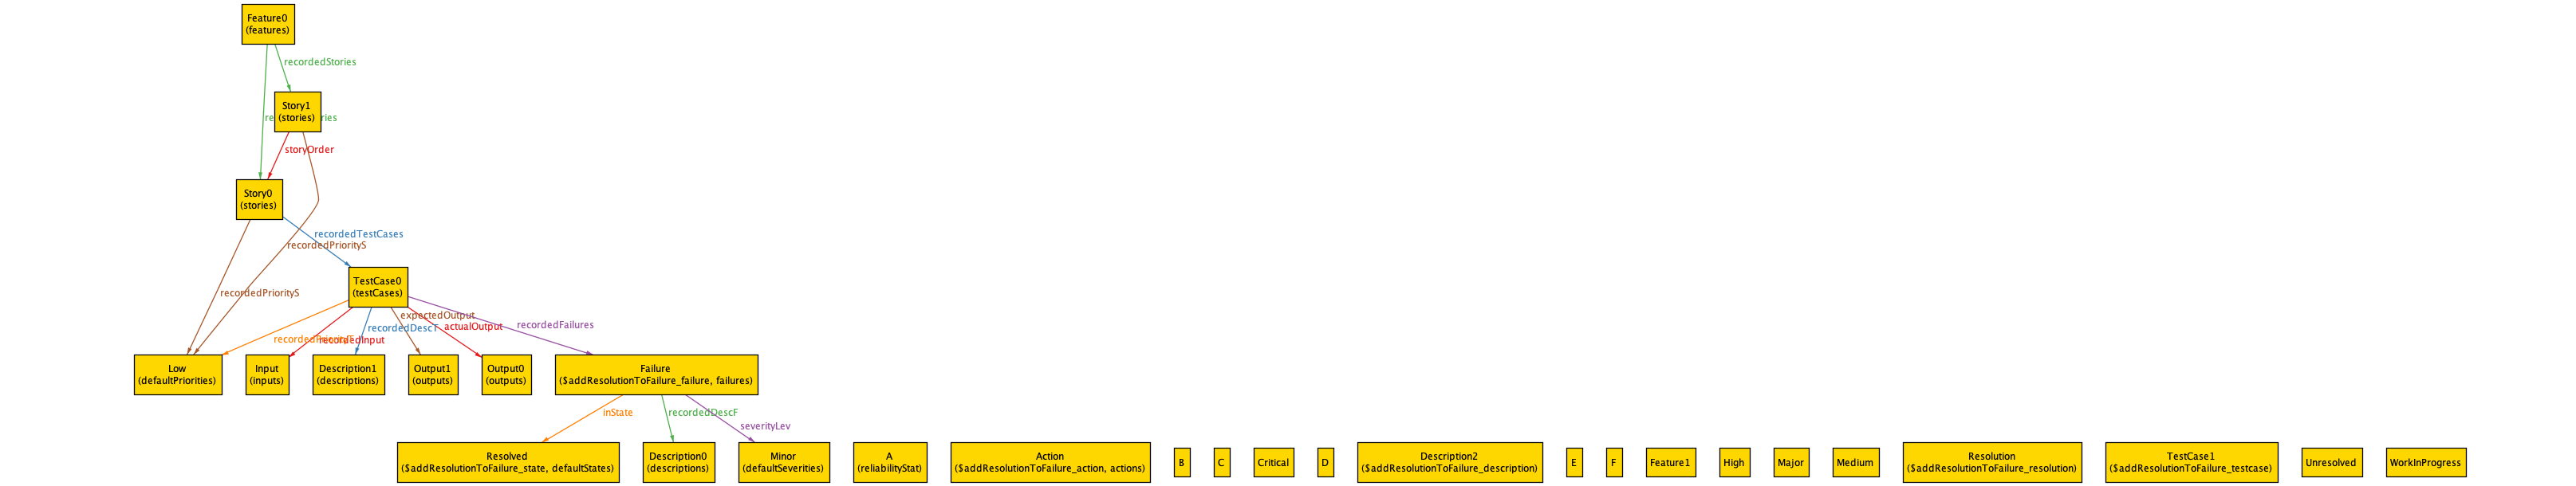 Feature0
(features)
recordedStories
Story1
(stories)
storyOrder
Story0
(stories)
recordedTestCases
recordedPriorityS
TestCase0
(testCases)
recordedPriorityS
expectedOutput
actualOutput
recordedDescT
recordedFailures
recordedInput
Low
(defaultPriorities)
Input
(inputs)
Description1
(descriptions)
Output1
(outputs)
Output0
(outputs)
Failure
($addResolutionToFailure_failure, failures)
inState
recordedDescF
severityLev
Resolved
($addResolutionToFailure_state, defaultStates)
Description0
(descriptions)
Minor
(defaultSeverities)
A
(reliabilityStat)
Action
($addResolutionToFailure_action, actions)
B
C
Critical
D
Description2
($addResolutionToFailure_description)
E
F
Feature1
High
Major
Medium
Resolution
($addResolutionToFailure_resolution)
TestCase1
($addResolutionToFailure_testcase)
Unresolved
WorkInProgress